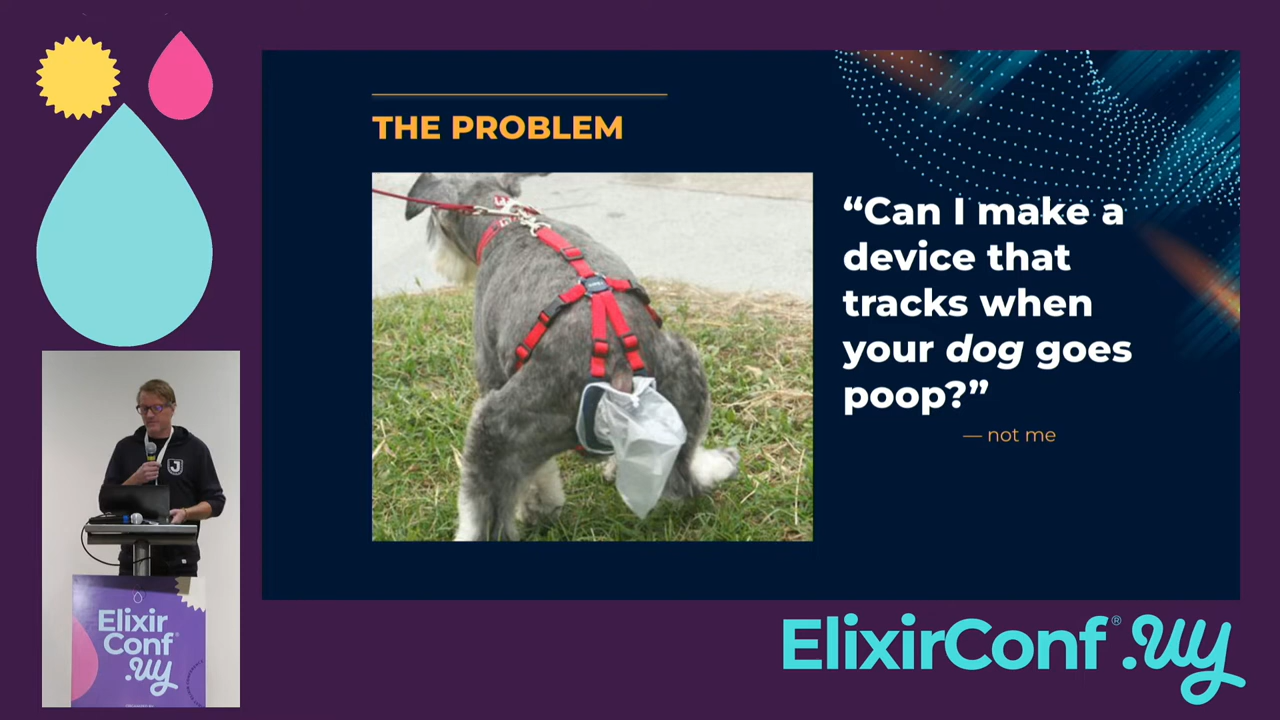 THE PROBLEM
“Can I make a
device that
tracks when
your dog goes
poop?”
— not me
J
Elixir
Conf®
.uy
ElixirConf® .uy